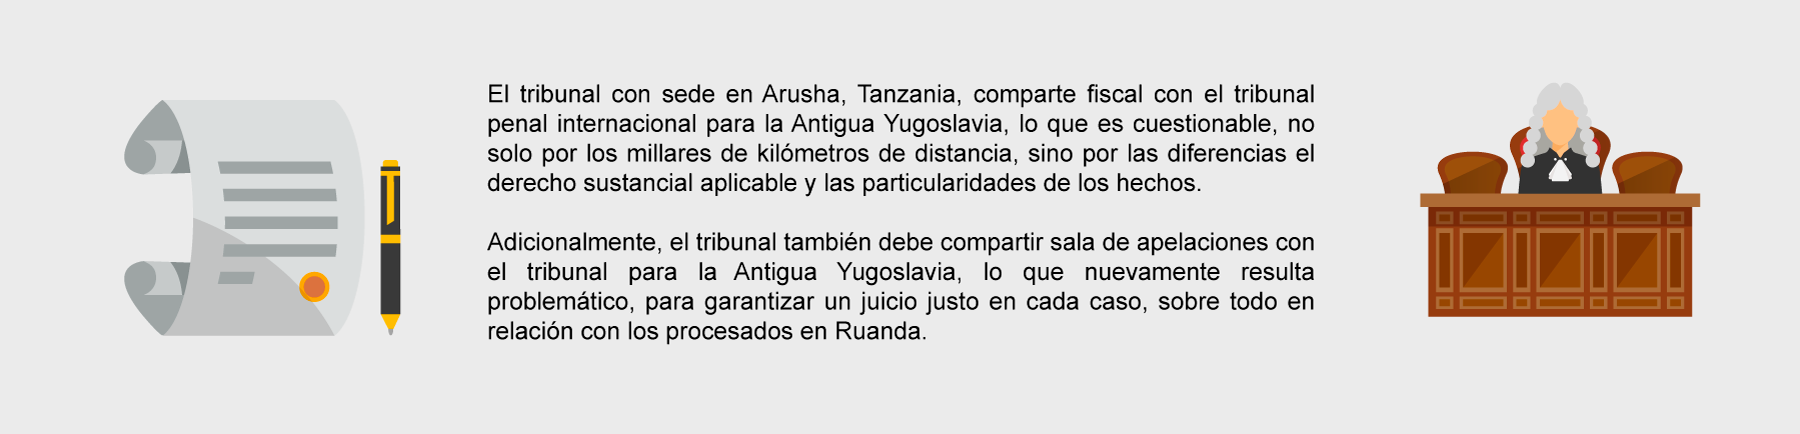 El tribunal con sede en Arusha, Tanzania, comparte fiscal con el tribunal
penal internacional para la Antigua Yugoslavia, lo que es cuestionable, no
solo por los millares de kilómetros de distancia, sino por las diferencias el
derecho sustancial aplicable y las particularidades de los hechos.
Adicionalmente, el tribunal también debe compartir sala de apelaciones con
el tribunal para la Antigua Yugoslavia, lo que nuevamente resulta
problemático, para garantizar un juicio justo en cada caso, sobre todo en
relación con los procesados en Ruanda.